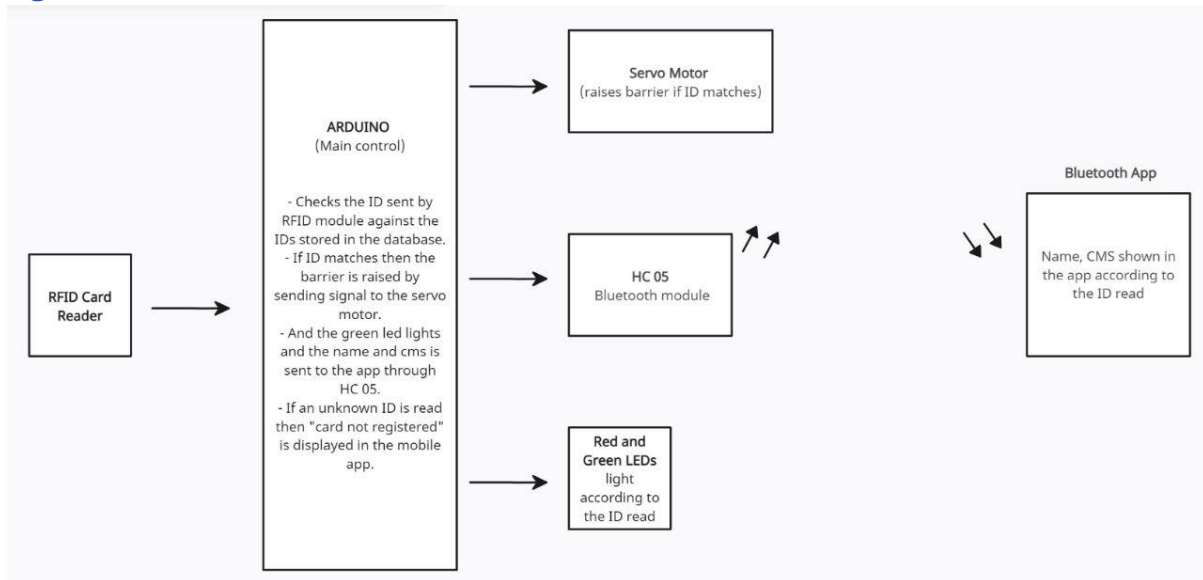 RFID Card
Reader
ARDUINO
(Main control)
- Checks the ID sent by
RFID module against the
IDs stored in the database.
- If ID matches then the
barrier is raised by
sending signal to the servo
motor.
- And the green led lights
and the name and cms is
sent to the app through
HC 05.
- If an unknown ID is read
then "card not registered"
is displayed in the mobile
app.
Servo Motor
(raises barrier if ID matches)
HC 05
Bluetooth module
Red and
Green LEDs
light
according to
the ID read
Bluetooth App
Name, CMS shown in
the app according to
the ID read